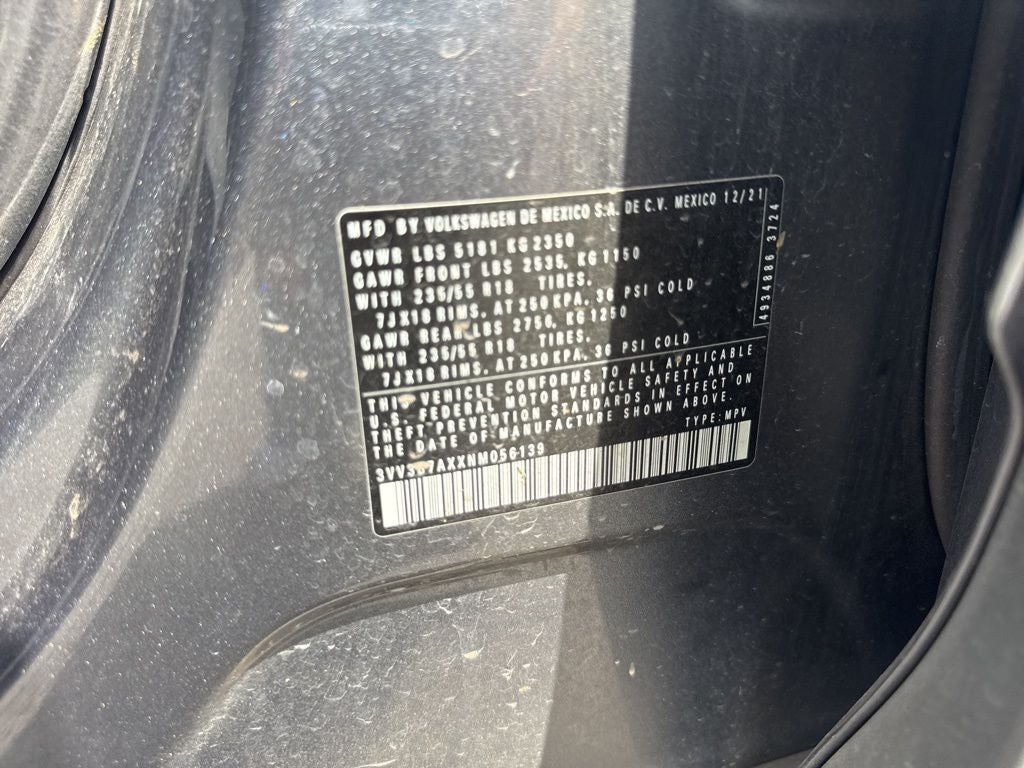 MFD BY VOLKSWAGEN DE MEXICO S.A. DE C.V. MEXICO 12/21
GVWR LBS 5181 KG 2350
GAWR FRONT LBS 2535, KG 1150
WITH 235/55 R18 TIRES,
7JX18 RIMS, AT 250 KPA, 36 PSI COLD
GAWR REAR LBS 2756, KG 1250
WITH 235/55 R18 TIRES,
7JX18 RIMS, AT 250 KPA, 36 PSI COLD
THIS VEHICLE CONFORMS TO ALL APPLICABLE
U.S. FEDERAL MOTOR VEHICLE SAFETY AND
THEFT PREVENTION STANDARDS IN EFFECT ON
THE DATE OF MANUFACTURE SHOWN ABOVE.
TYPE: MPV
4934886 3724